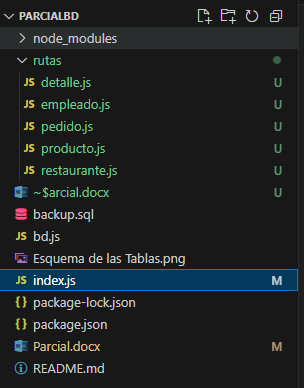 PARCIALBD
node_modules
rutas
JS detalle.js U
JS empleado.js U
JS pedido.js U
JS producto.js U
JS restaurante.js U
~$arcial.docx U
backup.sql
JS bd.js
Esquema de las Tablas.png
JS index.js M
{} package-lock.json
{} package.json
Parcial.docx M
README.md